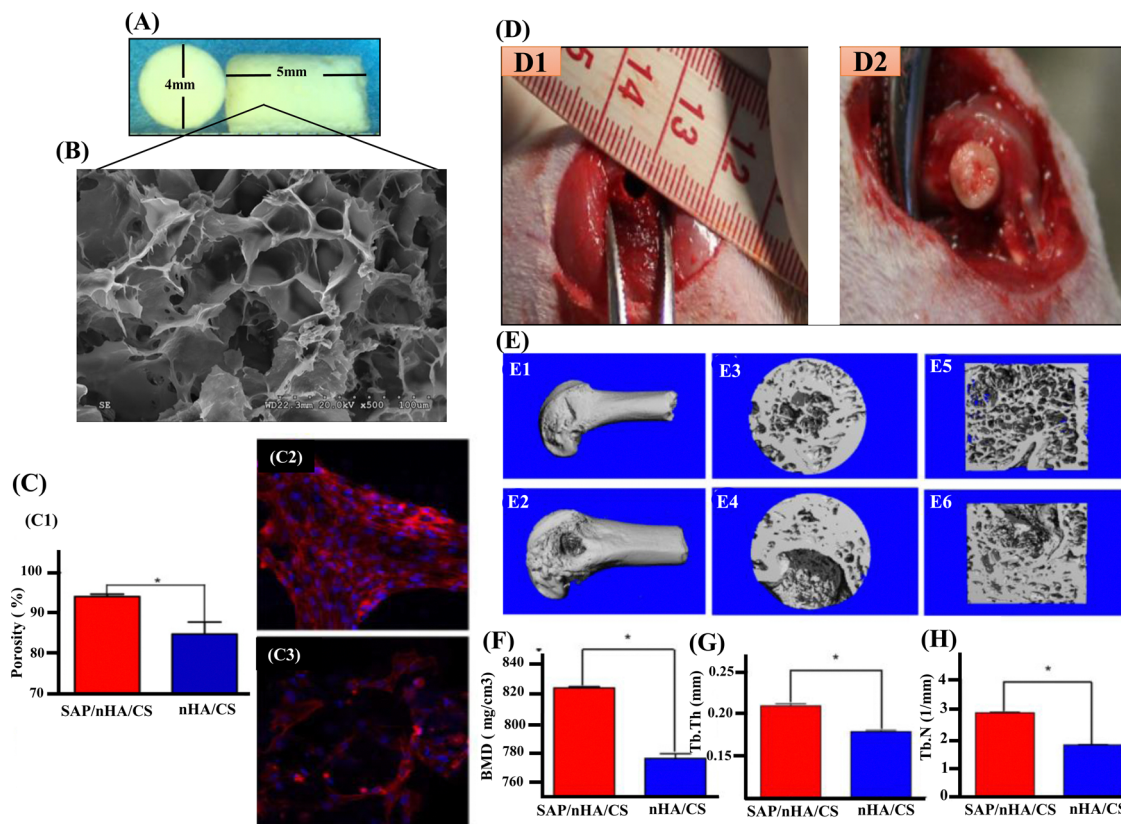 (A)
4mm
5mm
(B)
SE
WD22.3mm 20.0kV x500 100um
(C)
(C1)
Porosity ( %)
100
90
80
70
*
SAP/nHA/CS
nHA/CS
(C2)
(C3)
(D)
D1
D2
15
14
13
12
(E)
E1
E3
E5
E2
E4
E6
(F)
BMD ( mg/cm3)
840
820
800
780
760
*
SAP/nHA/CS
nHA/CS
(G)
Tb.Th (mm)
0.25
0.20
0.15
*
SAP/nHA/CS
nHA/CS
(H)
Tb.N (1/mm)
4
3
2
1
0
*
SAP/nHA/CS
nHA/CS